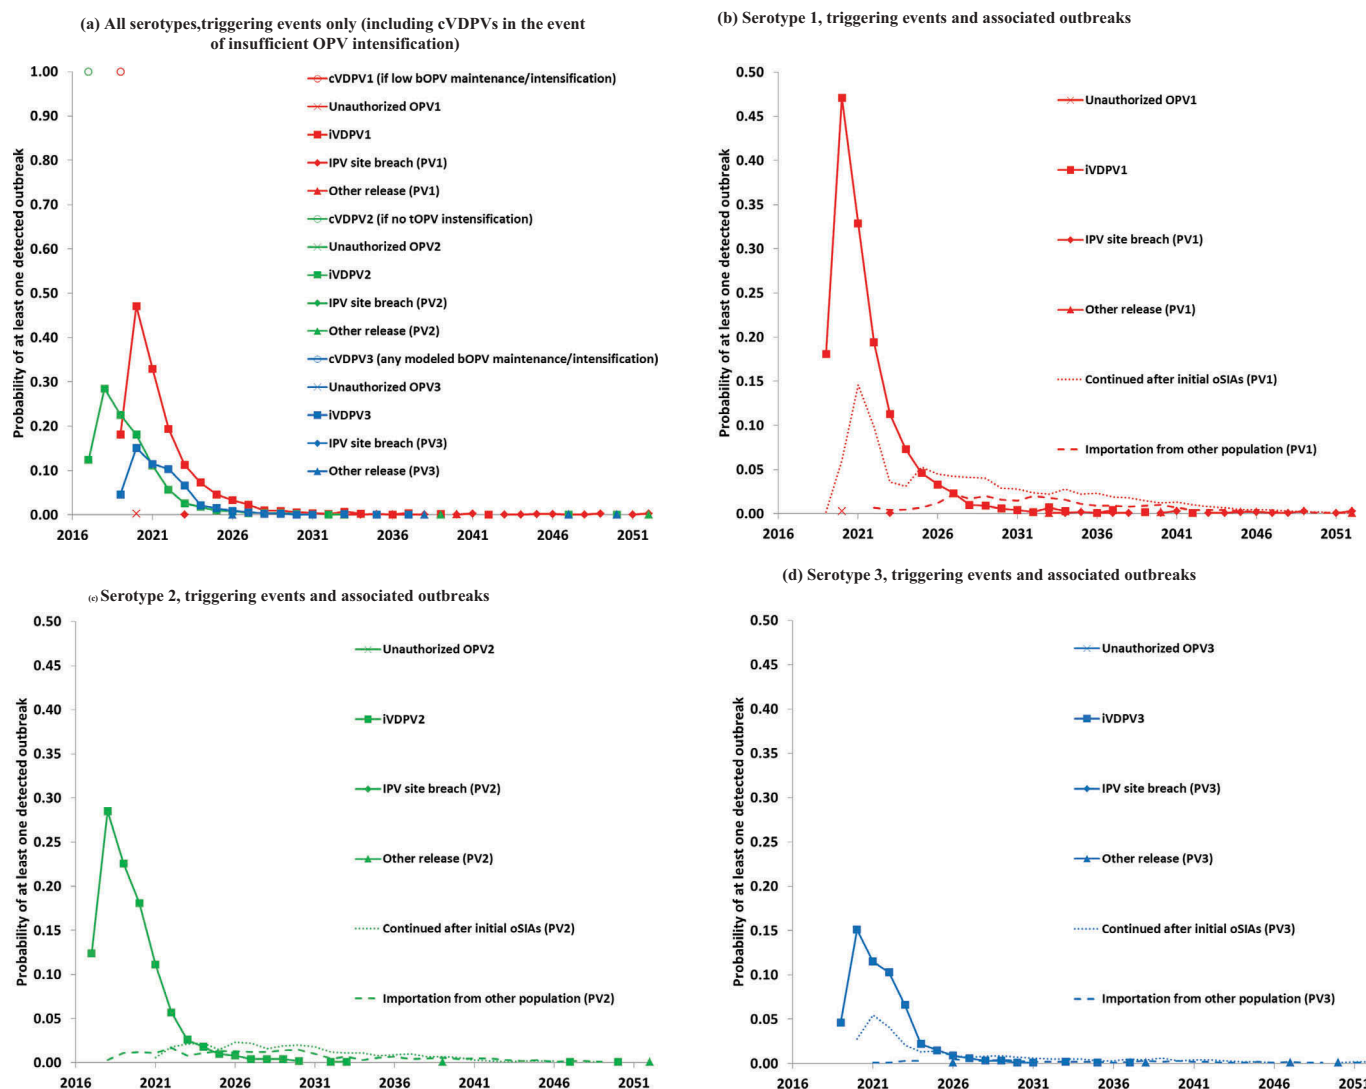 (a) All serotypes,triggering events only (including cVDPVs in the event
of insufficient OPV intensification)
Probability of at least one detected outbreak
1.00
0.90
0.80
0.70
0.60
0.50
0.40
0.30
0.20
0.10
0.00
2016 2021 2026 2031 2036 2041 2046 2051
cVDPV1 (if low bOPV maintenance/intensification)
Unauthorized OPV1
iVDPV1
IPV site breach (PV1)
Other release (PV1)
cVDPV2 (if no tOPV instensification)
Unauthorized OPV2
iVDPV2
IPV site breach (PV2)
Other release (PV2)
cVDPV3 (any modeled bOPV maintenance/intensification)
Unauthorized OPV3
iVDPV3
IPV site breach (PV3)
Other release (PV3)
(b) Serotype 1, triggering events and associated outbreaks
Probability of at least one detected outbreak
0.50
0.45
0.40
0.35
0.30
0.25
0.20
0.15
0.10
0.05
0.00
2016 2021 2026 2031 2036 2041 2046 2051
Unauthorized OPV1
iVDPV1
IPV site breach (PV1)
Other release (PV1)
Continued after initial oSIAs (PV1)
Importation from other population (PV1)
(c) Serotype 2, triggering events and associated outbreaks
Probability of at least one detected outbreak
0.50
0.45
0.40
0.35
0.30
0.25
0.20
0.15
0.10
0.05
0.00
2016 2021 2026 2031 2036 2041 2046 2051
Unauthorized OPV2
iVDPV2
IPV site breach (PV2)
Other release (PV2)
Continued after initial oSIAs (PV2)
Importation from other population (PV2)
(d) Serotype 3, triggering events and associated outbreaks
Probability of at least one detected outbreak
0.50
0.45
0.40
0.35
0.30
0.25
0.20
0.15
0.10
0.05
0.00
2016 2021 2026 2031 2036 2041 2046 2051
Unauthorized OPV3
iVDPV3
IPV site breach (PV3)
Other release (PV3)
Continued after initial oSIAs (PV3)
Importation from other population (PV3)